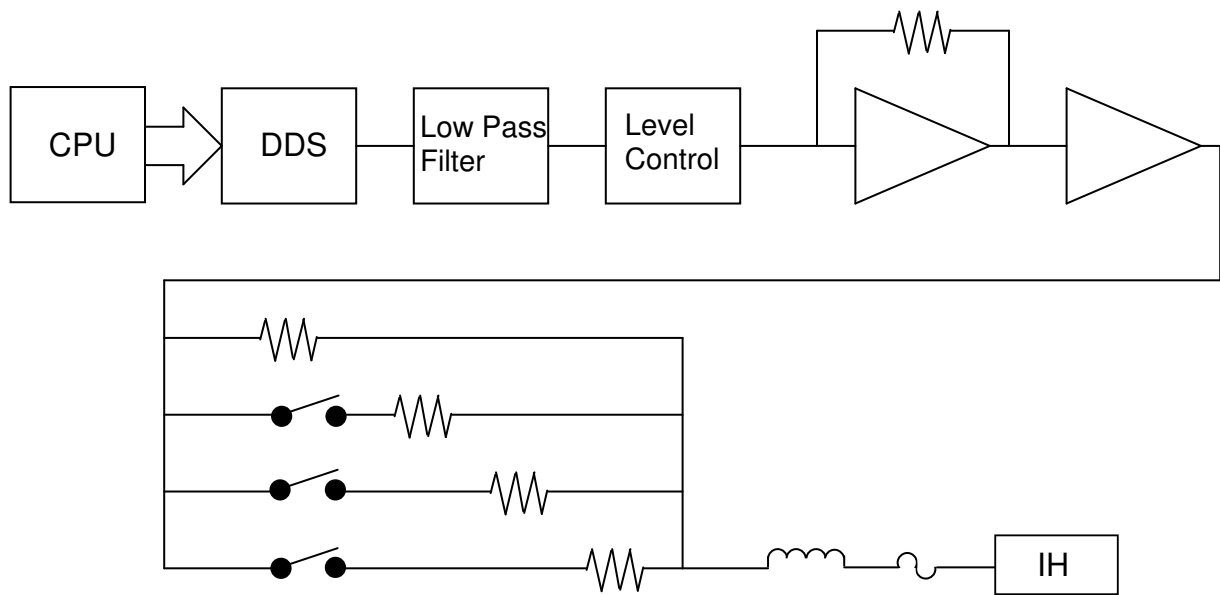 CPU
DDS
Low Pass
Filter
Level
Control
IH